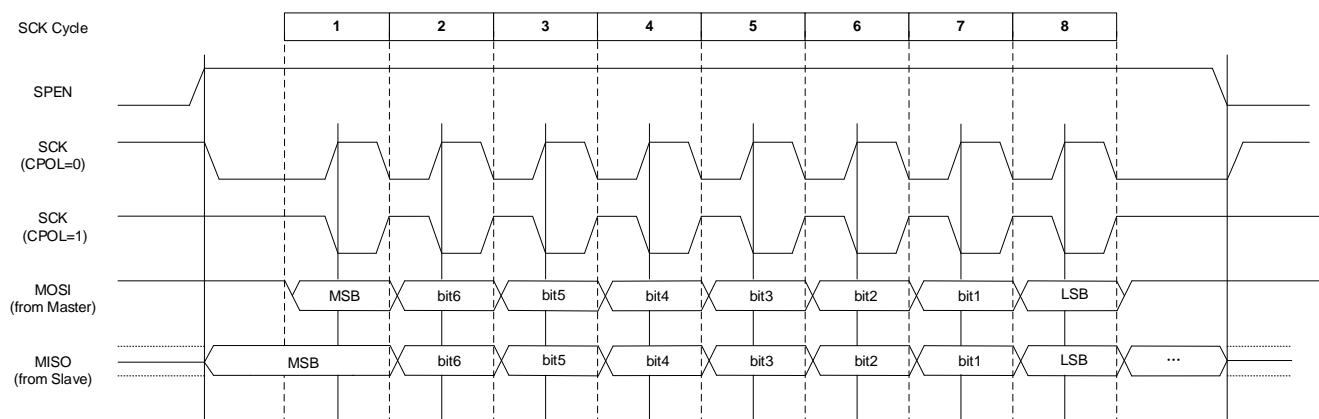 SCK Cycle 1 2 3 4 5 6 7 8
SPEN
SCK
(CPOL=0)
SCK
(CPOL=1)
MOSI
(from Master)
MSB bit6 bit5 bit4 bit3 bit2 bit1 LSB
MISO
(from Slave)
MSB bit6 bit5 bit4 bit3 bit2 bit1 LSB ...